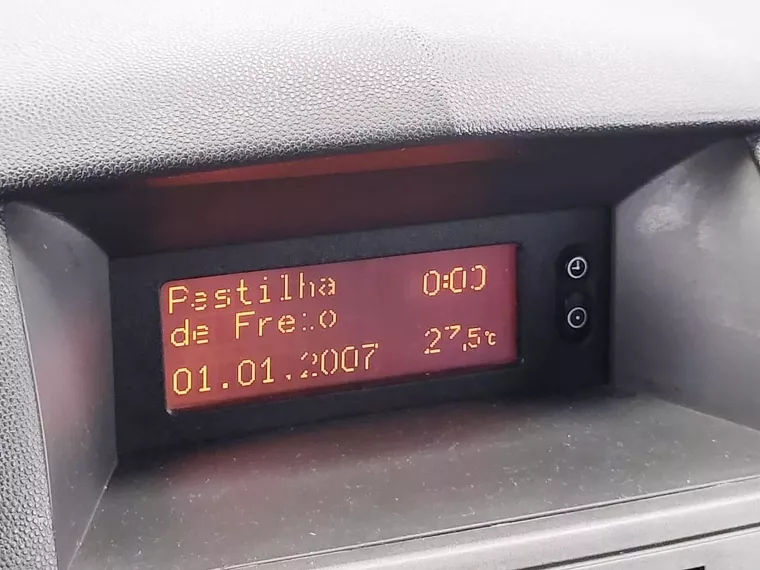 Pastilha 0:00
de Freio
01.01.2007 27,5°c